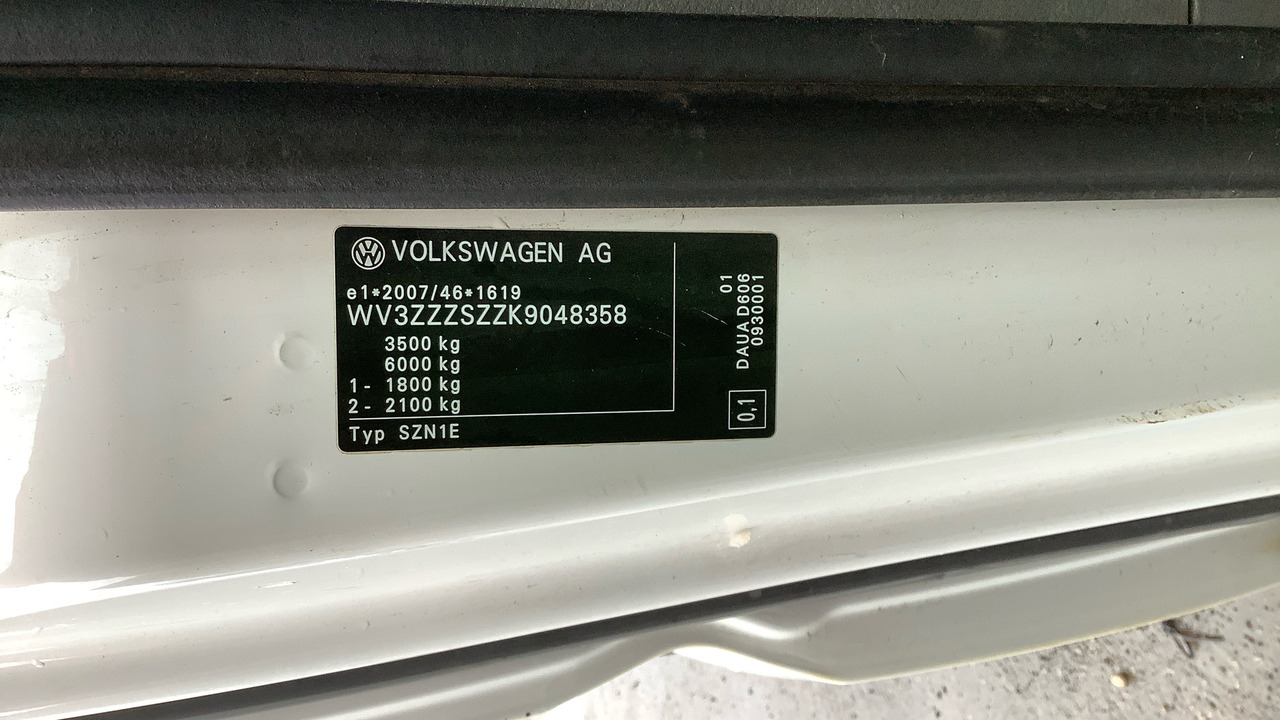 VOLKSWAGEN AG
e1*2007/46*1619
WV3ZZZSZZK9048358
3500 kg
6000 kg
1- 1800 kg
2- 2100 kg
Typ SZN1E
01
DAUA D606
0930001
0,1